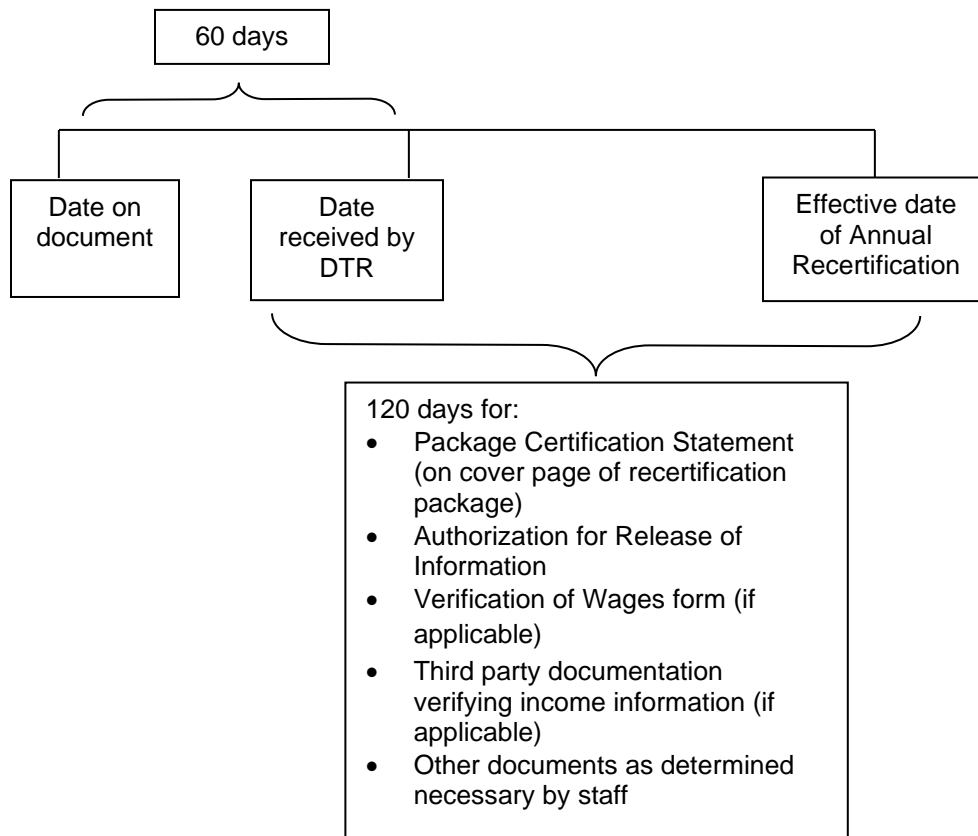 60 days
Date on
document
Date
received by
DTR
Effective date
of Annual
Recertification
120 days for:
• Package Certification Statement
(on cover page of recertification
package)
• Authorization for Release of
Information
• Verification of Wages form (if
applicable)
• Third party documentation
verifying income information (if
applicable)
• Other documents as determined
necessary by staff